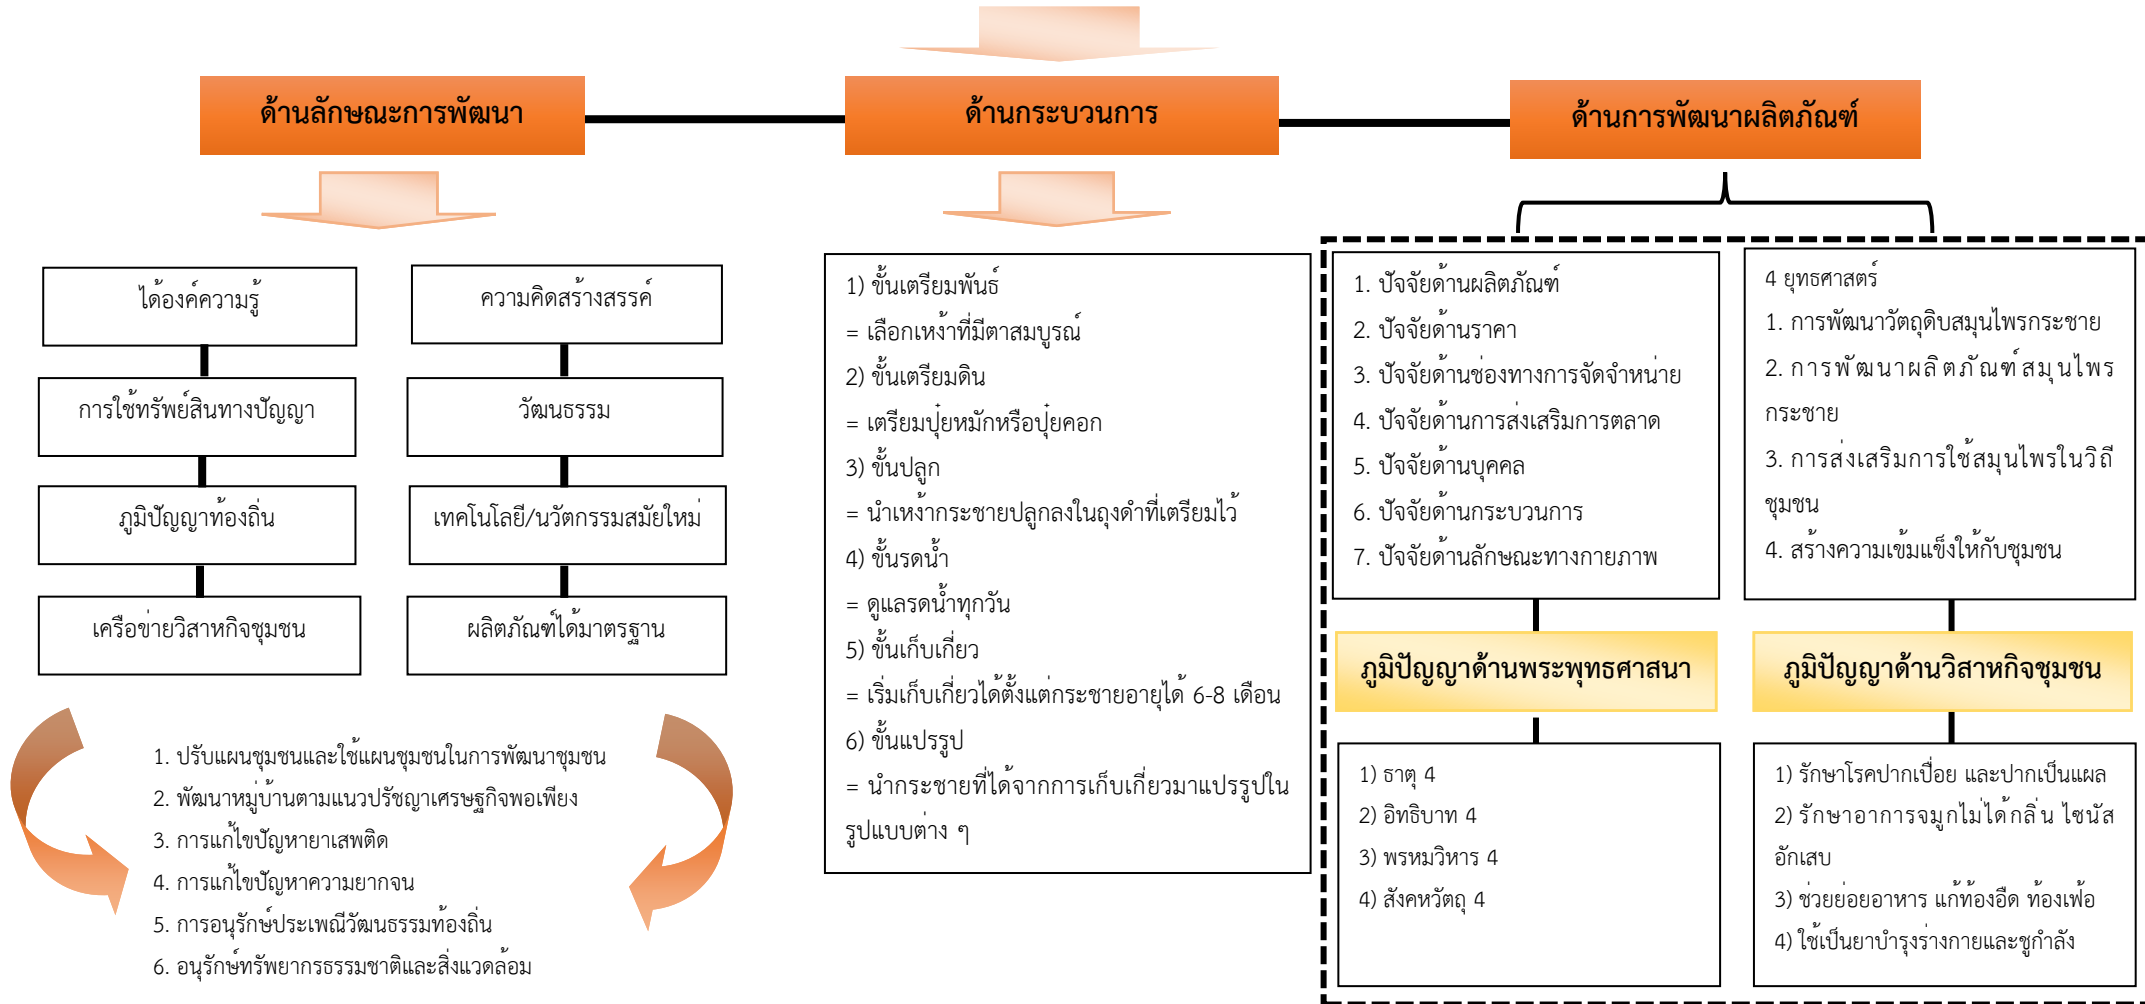 ด้านลักษณะการพัฒนา
ด้านกระบวนการ
ด้านการพัฒนาผลิตภัณฑ์
ได้องค์ความรู้
การใช้ทรัพย์สินทางปัญญา
ภูมิปัญญาท้องถิ่น
เครือข่ายวิสาหกิจชุมชน
ความคิดสร้างสรรค์
วัฒนธรรม
เทคโนโลยี/นวัตกรรมสมัยใหม่
ผลิตภัณฑ์ได้มาตรฐาน
1. ปรับแผนชุมชนและใช้แผนชุมชนในการพัฒนาชุมชน
2. พัฒนาหมู่บ้านตามแนวปรัชญาเศรษฐกิจพอเพียง
3. การแก้ไขปัญหายาเสพติด
4. การแก้ไขปัญหาความยากจน
5. การอนุรักษ์ประเพณีวัฒนธรรมท้องถิ่น
6. อนุรักษ์ทรัพยากรธรรมชาติและสิ่งแวดล้อม
1) ขั้นเตรียมพันธ์
= เลือกเหง้าที่มีตาสมบูรณ์
2) ขั้นเตรียมดิน
= เตรียมปุ๋ยหมักหรือปุ๋ยคอก
3) ขั้นปลูก
= นำเหง้ากระชายปลูกลงในถุงดำที่เตรียมไว้
4) ขั้นรดน้ำ
= ดูแลรดน้ำทุกวัน
5) ขั้นเก็บเกี่ยว
= เริ่มเก็บเกี่ยวได้ตั้งแต่กระชายอายุได้ 6-8 เดือน
6) ขั้นแปรรูป
= นำกระชายที่ได้จากการเก็บเกี่ยวมาแปรรูปใน
รูปแบบต่าง ๆ
1. ปัจจัยด้านผลิตภัณฑ์
2. ปัจจัยด้านราคา
3. ปัจจัยด้านช่องทางการจัดจำหน่าย
4. ปัจจัยด้านการส่งเสริมการตลาด
5. ปัจจัยด้านบุคคล
6. ปัจจัยด้านกระบวนการ
7. ปัจจัยด้านลักษณะทางกายภาพ
4 ยุทธศาสตร์
1. การพัฒนาวัตถุดิบสมุนไพรกระชาย
2. การพัฒนาผลิตภัณฑ์สมุนไพร
กระชาย
3. การส่งเสริมการใช้สมุนไพรในวิถี
ชุมชน
4. สร้างความเข้มแข็งให้กับชุมชน
ภูมิปัญญาด้านพระพุทธศาสนา
ภูมิปัญญาด้านวิสาหกิจชุมชน
1) ธาตุ 4
2) อิทธิบาท 4
3) พรหมวิหาร 4
4) สังคหวัตถุ 4
1) รักษาโรคปากเปื่อย และปากเป็นแผล
2) รักษาอาการจมูกไม่ได้กลิ่น ไซนัส
อักเสบ
3) ช่วยย่อยอาหาร แก้ท้องอืด ท้องเฟ้อ
4) ใช้เป็นยาบำรุงร่างกายและชูกำลัง